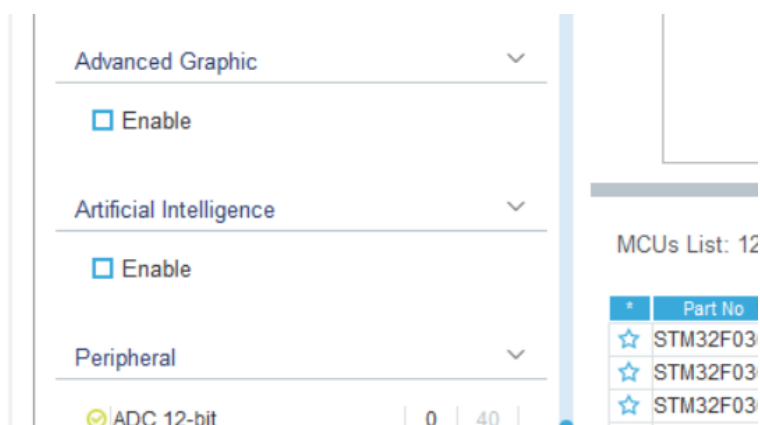 Advanced Graphic
Enable
Artificial Intelligence
Enable
MCUs List: 12
* Part No
STM32F03
STM32F03
STM32F03
Peripheral
ADC 12-bit 0 40